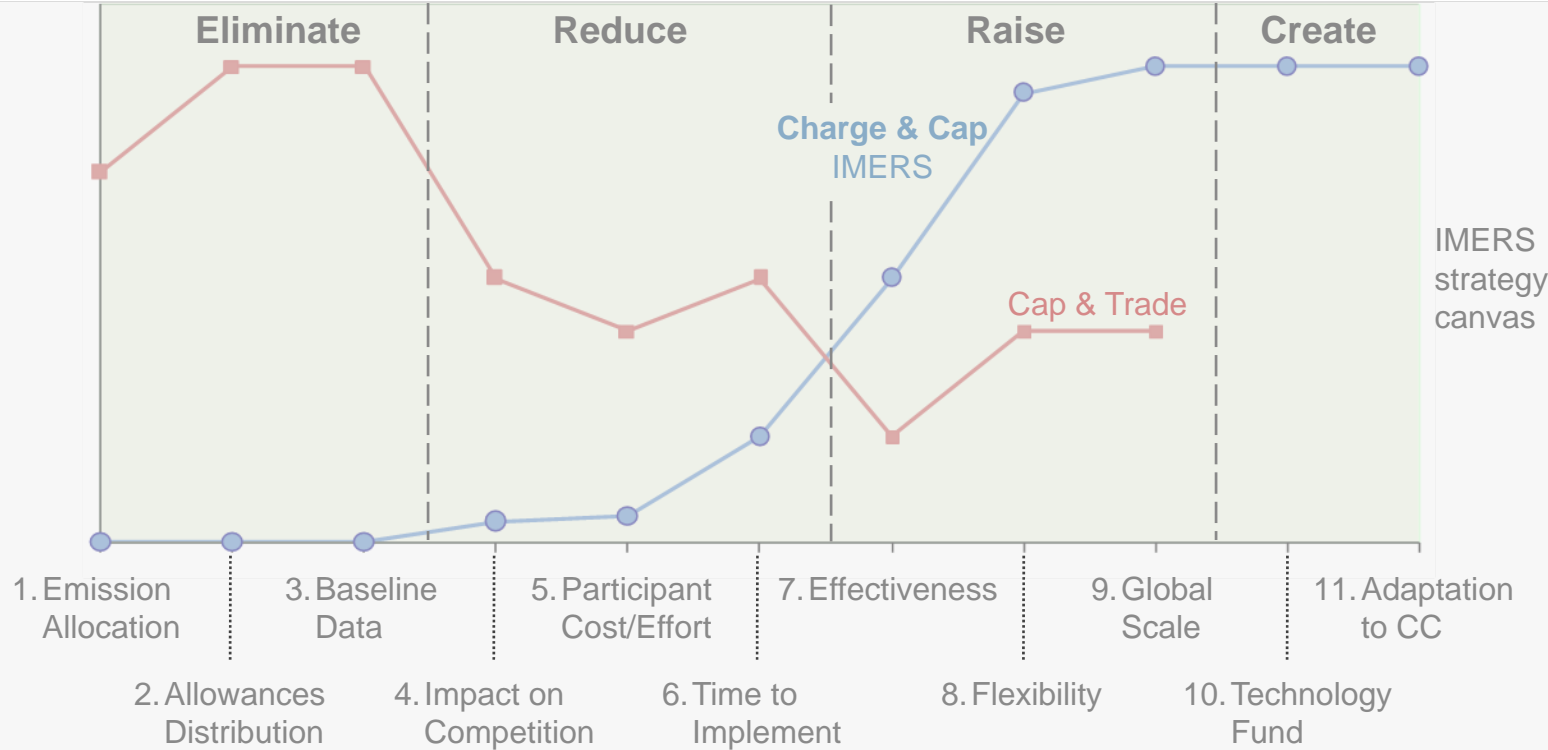 Eliminate
Reduce
Raise
Create
Charge & Cap
IMERS
Cap & Trade
IMERS
strategy
canvas
1. Emission
Allocation
2. Allowances
Distribution
3. Baseline
Data
4. Impact on
Competition
5. Participant
Cost/Effort
6. Time to
Implement
7. Effectiveness
8. Flexibility
9. Global
Scale
10. Technology
Fund
11. Adaptation
to CC